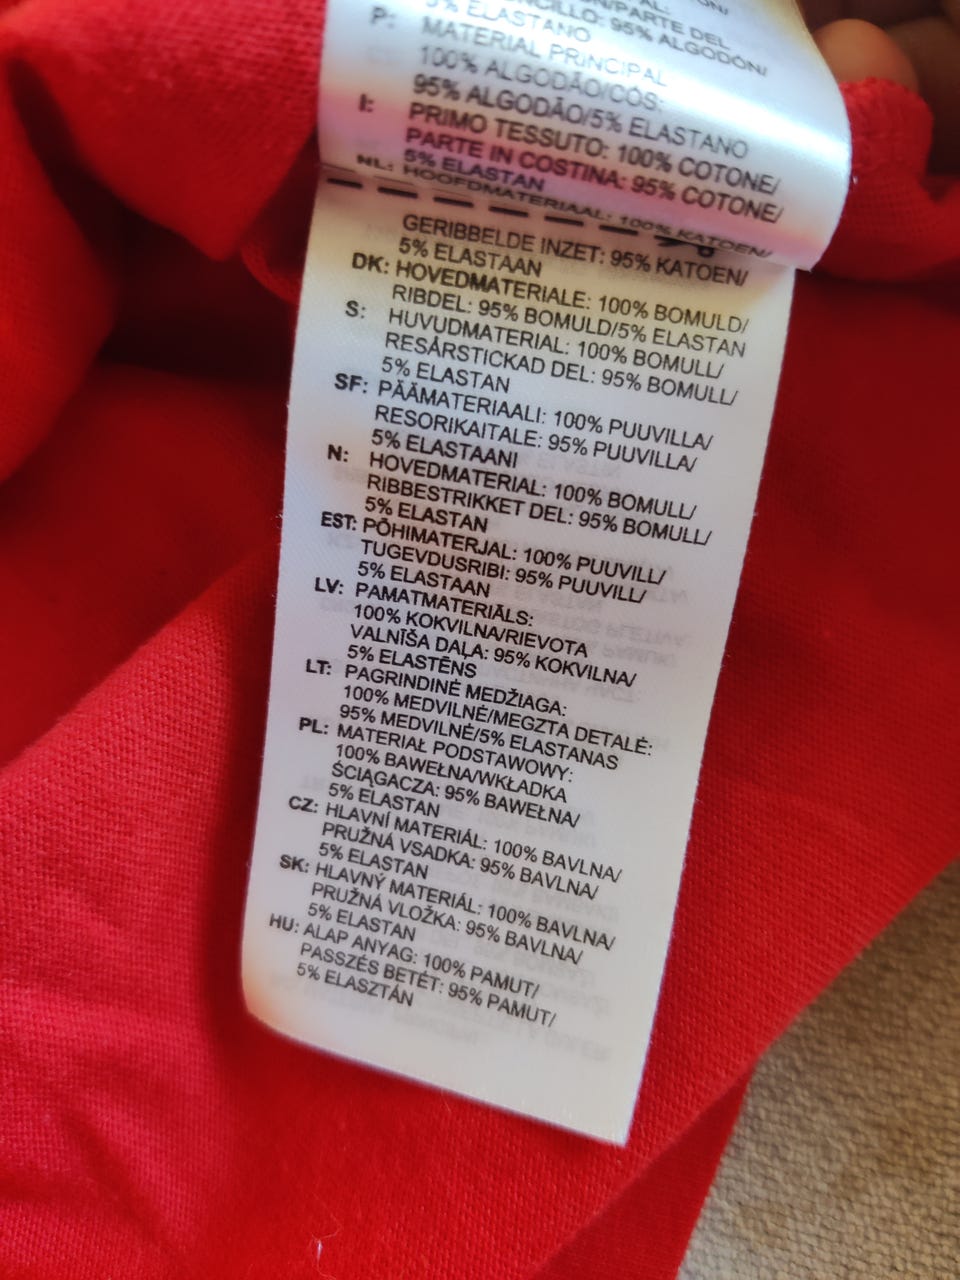 5% ELASTANO
P: MATERIAL PRINCIPAL
100% ALGODÃO/CÓS:
95% ALGODÃO/5% ELASTANO
I: PRIMO TESSUTO: 100% COTONE/
PARTE IN COSTINA: 95% COTONE/
5% ELASTAN
NL: HOOFDMATERIAAL: 100% KATOEN/
GERIBBELDE INZET: 95% KATOEN/
5% ELASTAAN
DK: HOVEDMATERIALE: 100% BOMULD/
RIBDEL: 95% BOMULD/5% ELASTAN
S: HUVUDMATERIAL: 100% BOMULL/
RESÅRSTICKAD DEL: 95% BOMULL/
5% ELASTAN
SF: PÄÄMATERIAALI: 100% PUUVILLA/
RESORIKAITALE: 95% PUUVILLA/
5% ELASTAANI
N: HOVEDMATERIAL: 100% BOMULL/
RIBBESTRIKKET DEL: 95% BOMULL/
5% ELASTAN
EST: PÕHIMATERJAL: 100% PUUVILL/
TUGEVDUSRIBI: 95% PUUVILL/
5% ELASTAAN
LV: PAMATMATERIĀLS:
100% KOKVILNA/RIEVOTA
VALNĪŠA DAĻA: 95% KOKVILNA/
5% ELASTĒNS
LT: PAGRINDINĖ MEDŽIAGA:
100% MEDVILNĖ/MEGZTA DETALĖ:
95% MEDVILNĖ/5% ELASTANAS
PL: MATERIAŁ PODSTAWOWY:
100% BAWEŁNA/WKŁADKA
ŚCIĄGACZA: 95% BAWEŁNA/
5% ELASTAN
CZ: HLAVNÍ MATERIÁL: 100% BAVLNA/
PRUŽNÁ VSADKA: 95% BAVLNA/
5% ELASTAN
SK: HLAVNÝ MATERIÁL: 100% BAVLNA/
PRUŽNÁ VLOŽKA: 95% BAVLNA/
5% ELASTAN
HU: ALAP ANYAG: 100% PAMUT/
PASSZÉS BETÉT: 95% PAMUT/
5% ELASZTÁN